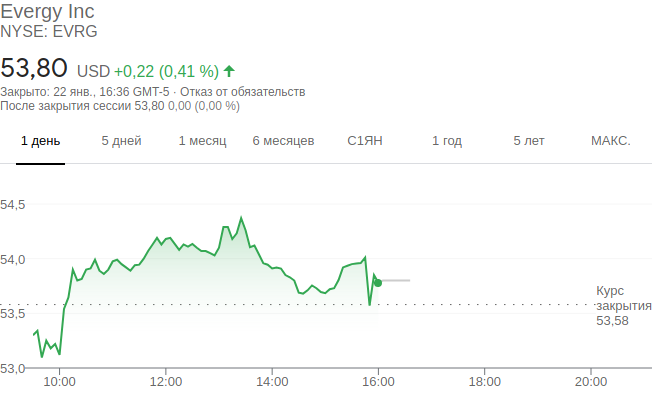 Evergy Inc
NYSE: EVRG
53,80 USD +0,22 (0,41 %)
Закрыто: 22 янв., 16:36 GMT-5 · Отказ от обязательств
После закрытия сессии 53,80 0,00 (0,00 %)
1 день 5 дней 1 месяц 6 месяцев С1ЯН 1 год 5 лет МАКС.
54,5
54,0
53,5
53,0
Курс
закрытия
53,58
10:00 12:00 14:00 16:00 18:00 20:00